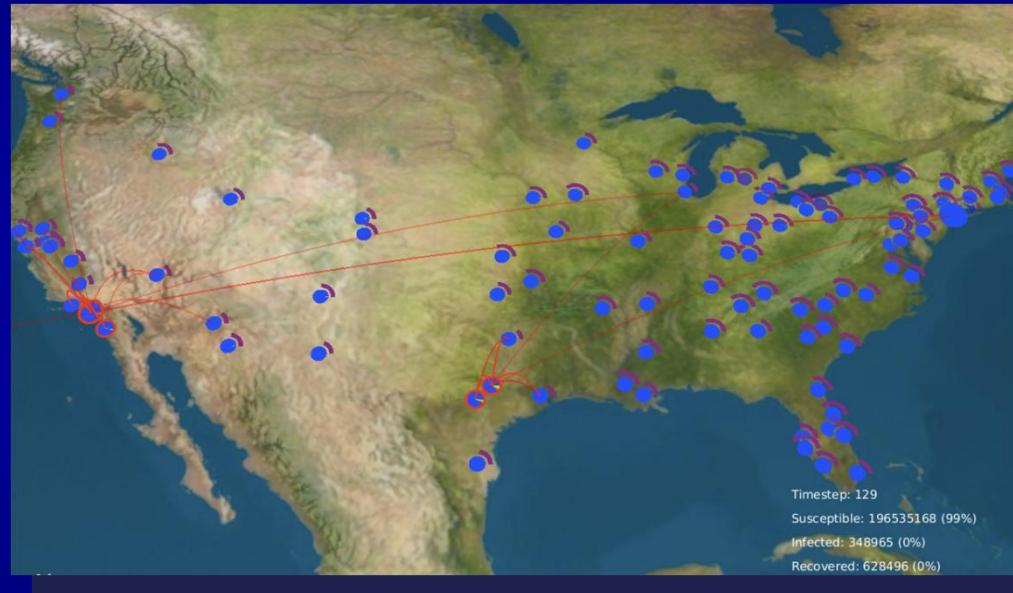 Timestep: 129
Susceptible: 196535168 (99%)
Infected: 348965 (0%)
Recovered: 628496 (0%)